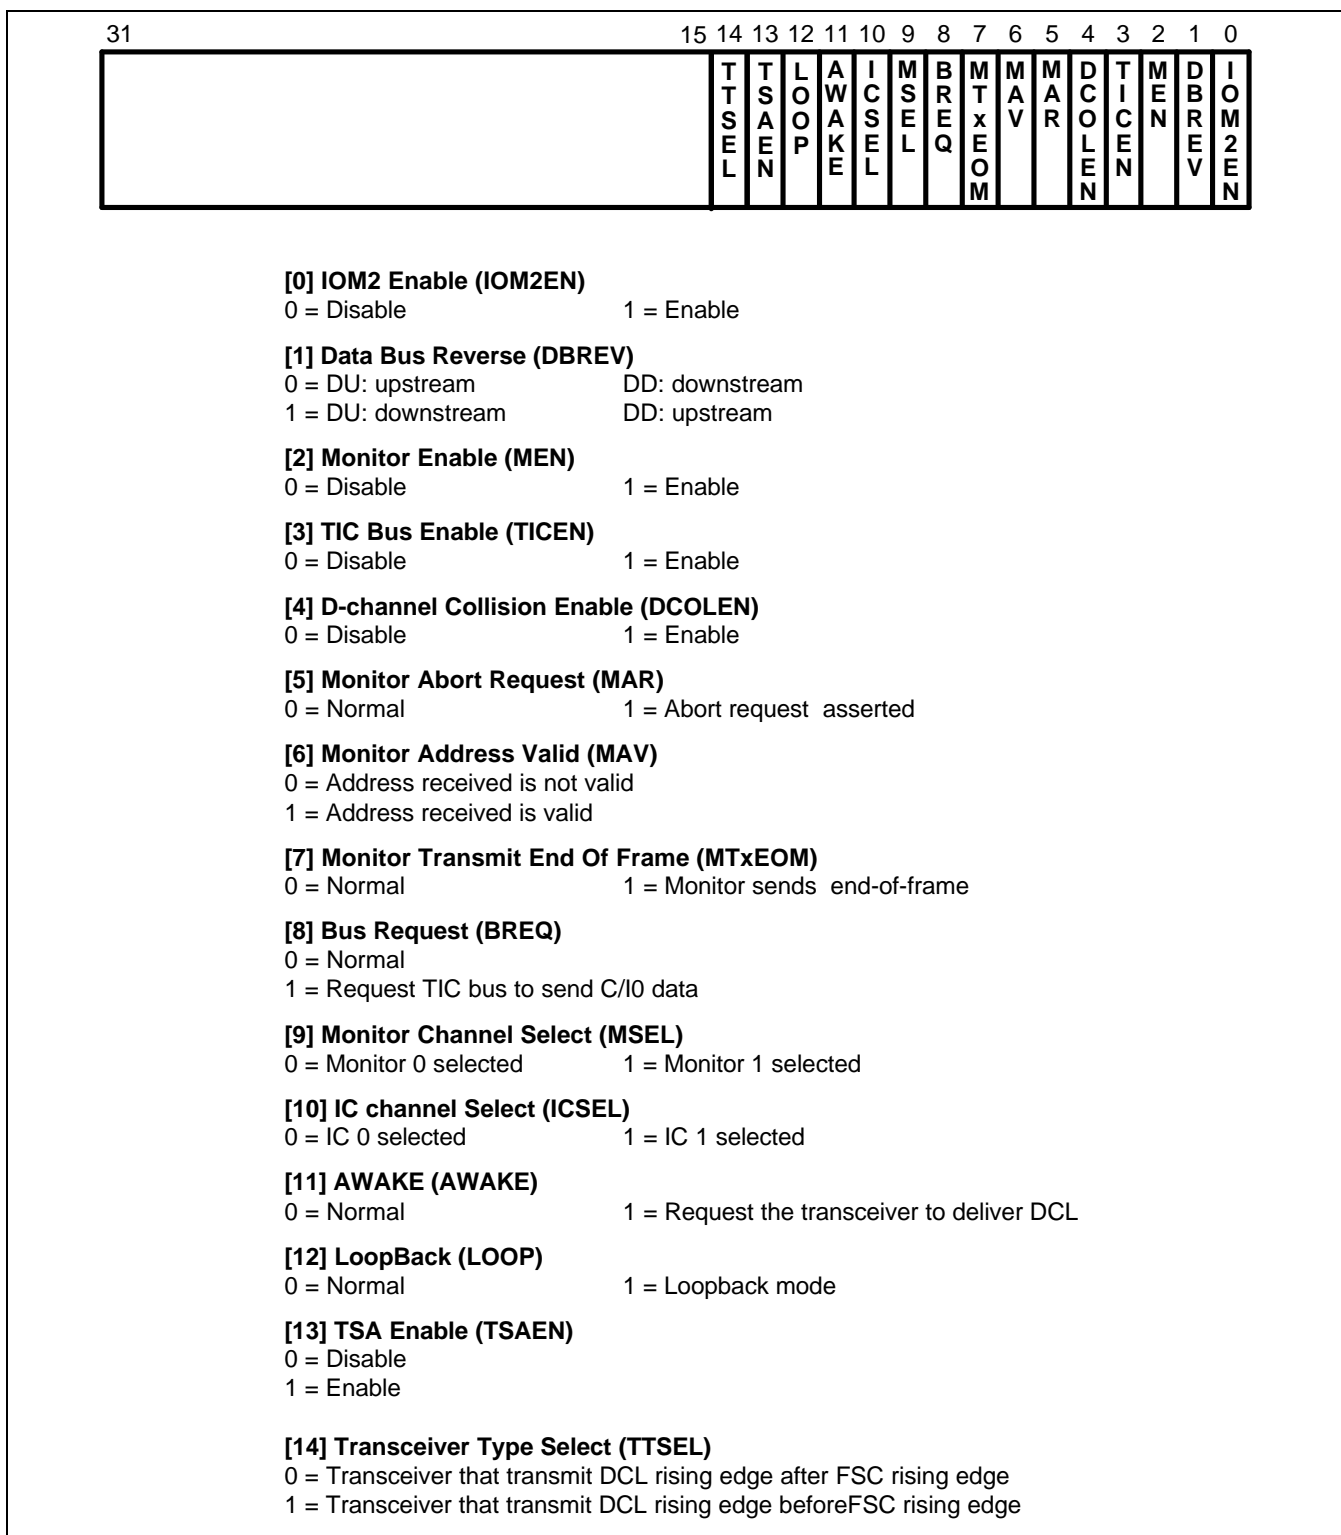 31 15 14 13 12 11 10 9 8 7 6 5 4 3 2 1 0
TTSEL TSAEN LOOP AWAKE ICSEL MSEL BREQ MTxEOM MAV MAR DCOLEN TICEN MEN DBREV IOM2EN
[0] IOM2 Enable (IOM2EN)
0 = Disable 1 = Enable
[1] Data Bus Reverse (DBREV)
0 = DU: upstream DD: downstream
1 = DU: downstream DD: upstream
[2] Monitor Enable (MEN)
0 = Disable 1 = Enable
[3] TIC Bus Enable (TICEN)
0 = Disable 1 = Enable
[4] D-channel Collision Enable (DCOLEN)
0 = Disable 1 = Enable
[5] Monitor Abort Request (MAR)
0 = Normal 1 = Abort request asserted
[6] Monitor Address Valid (MAV)
0 = Address received is not valid
1 = Address received is valid
[7] Monitor Transmit End Of Frame (MTxEOM)
0 = Normal 1 = Monitor sends end-of-frame
[8] Bus Request (BREQ)
0 = Normal
1 = Request TIC bus to send C/I0 data
[9] Monitor Channel Select (MSEL)
0 = Monitor 0 selected 1 = Monitor 1 selected
[10] IC channel Select (ICSEL)
0 = IC 0 selected 1 = IC 1 selected
[11] AWAKE (AWAKE)
0 = Normal 1 = Request the transceiver to deliver DCL
[12] LoopBack (LOOP)
0 = Normal 1 = Loopback mode
[13] TSA Enable (TSAEN)
0 = Disable
1 = Enable
[14] Transceiver Type Select (TTSEL)
0 = Transceiver that transmit DCL rising edge after FSC rising edge
1 = Transceiver that transmit DCL rising edge beforeFSC rising edge